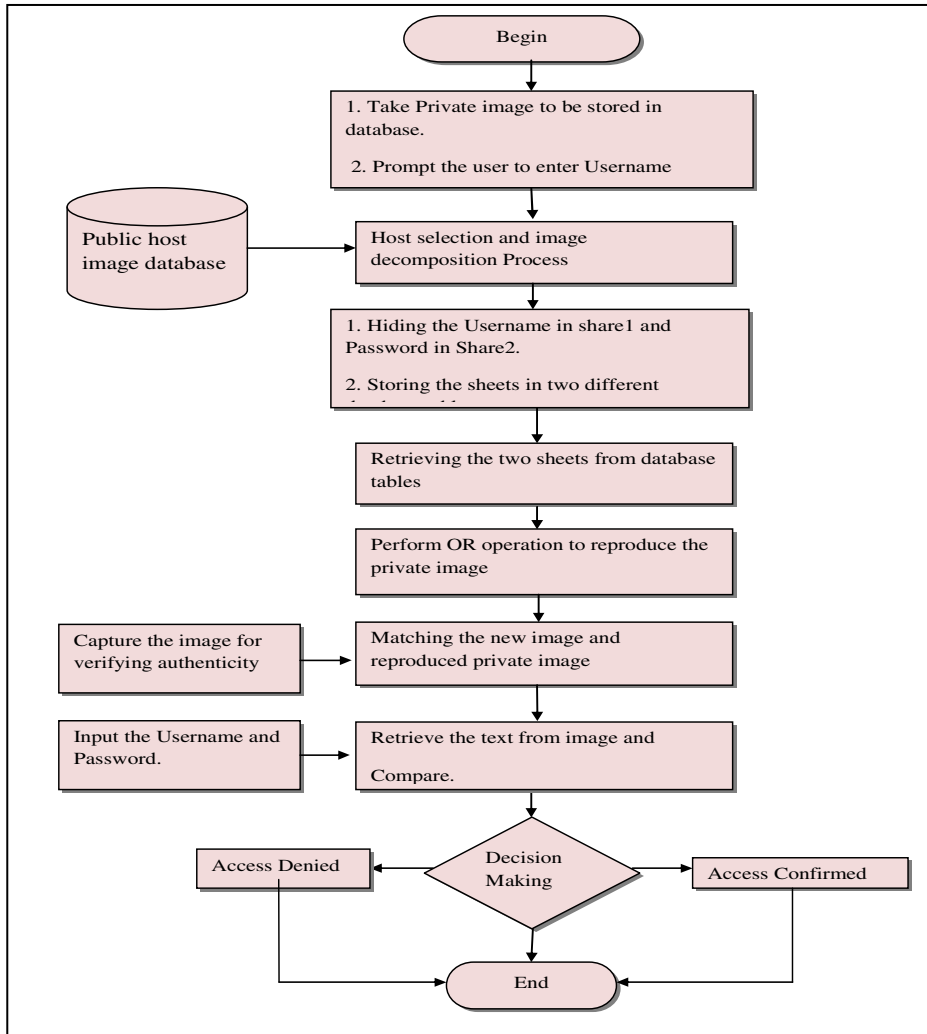 Begin
1. Take Private image to be stored in
database.
2. Prompt the user to enter Username
Public host
image database
Host selection and image
decomposition Process
1. Hiding the Username in share1 and
Password in Share2.
2. Storing the sheets in two different
Retrieving the two sheets from database
tables
Perform OR operation to reproduce the
private image
Capture the image for
verifying authenticity
Matching the new image and
reproduced private image
Input the Username and
Password.
Retrieve the text from image and
Compare.
Decision
Making
Access Denied
Access Confirmed
End